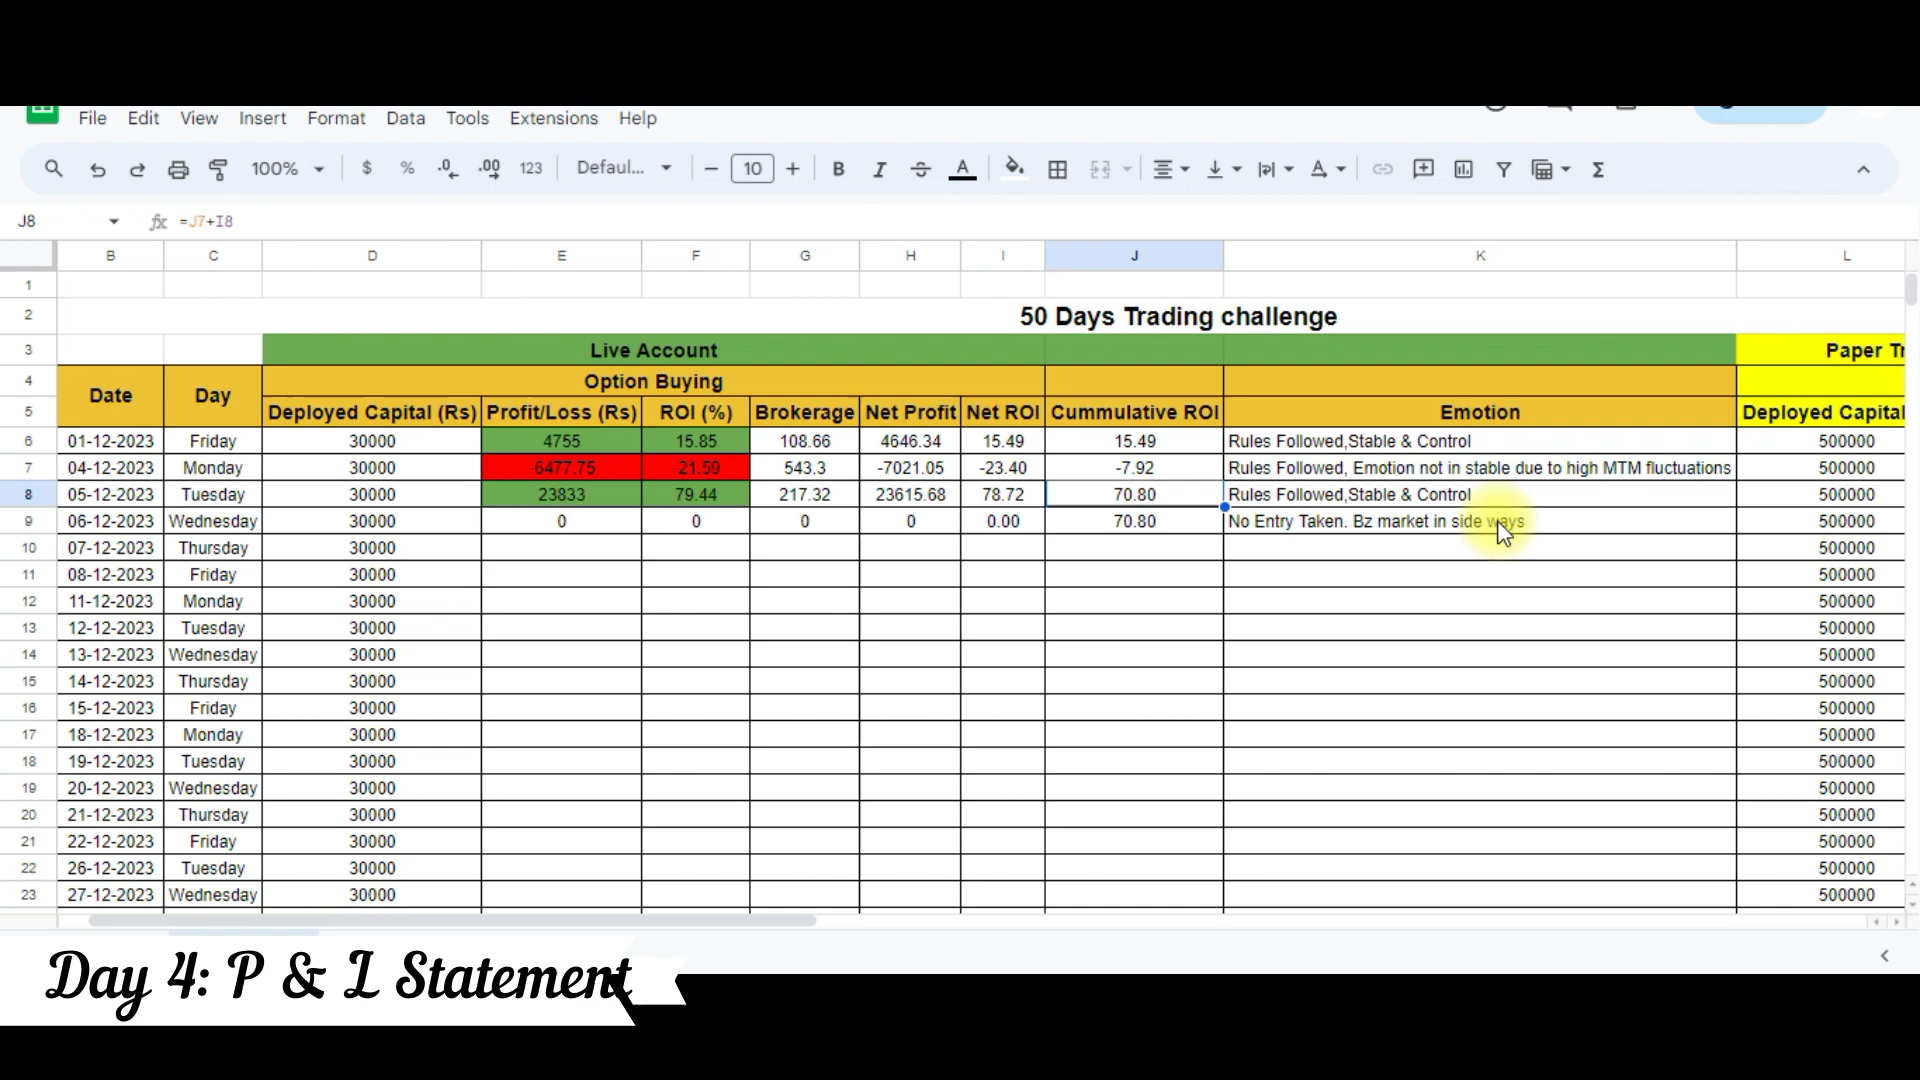 File Edit View Insert Format Data Tools Extensions Help
100% $ % .0 .00 123 Defaul... − 10 + B I S A A Σ
J8 fx =J7+I8
B C D E F G H I J K L
1
2 50 Days Trading challenge
3 Live Account Paper Tr
4 Option Buying
Date Day
5 Deployed Capital (Rs) Profit/Loss (Rs) ROI (%) Brokerage Net Profit Net ROI Cummulative ROI Emotion Deployed Capital
6 01-12-2023 Friday 30000 4755 15.85 108.66 4646.34 15.49 15.49 Rules Followed,Stable & Control 500000
7 04-12-2023 Monday 30000 -6477.75 -21.59 543.3 -7021.05 -23.40 -7.92 Rules Followed, Emotion not in stable due to high MTM fluctuations 500000
8 05-12-2023 Tuesday 30000 23833 79.44 217.32 23615.68 78.72 70.80 Rules Followed,Stable & Control 500000
9 06-12-2023 Wednesday 30000 0 0 0 0 0.00 70.80 No Entry Taken. Bz market in side ways 500000
10 07-12-2023 Thursday 30000 500000
11 08-12-2023 Friday 30000 500000
12 11-12-2023 Monday 30000 500000
13 12-12-2023 Tuesday 30000 500000
14 13-12-2023 Wednesday 30000 500000
15 14-12-2023 Thursday 30000 500000
16 15-12-2023 Friday 30000 500000
17 18-12-2023 Monday 30000 500000
18 19-12-2023 Tuesday 30000 500000
19 20-12-2023 Wednesday 30000 500000
20 21-12-2023 Thursday 30000 500000
21 22-12-2023 Friday 30000 500000
22 26-12-2023 Tuesday 30000 500000
23 27-12-2023 Wednesday 30000 500000
Day 4: P & L Statement